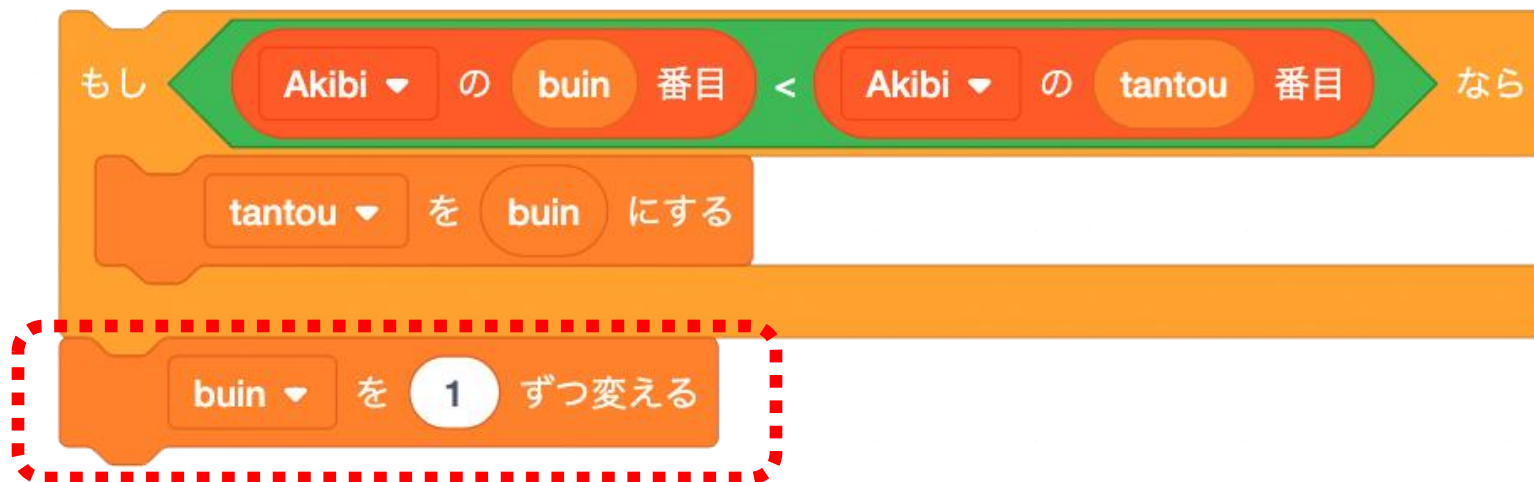 もし Akibi の buin 番目 < Akibi の tantou 番目 なら
tantou を buin にする
buin を 1 ずつ変える